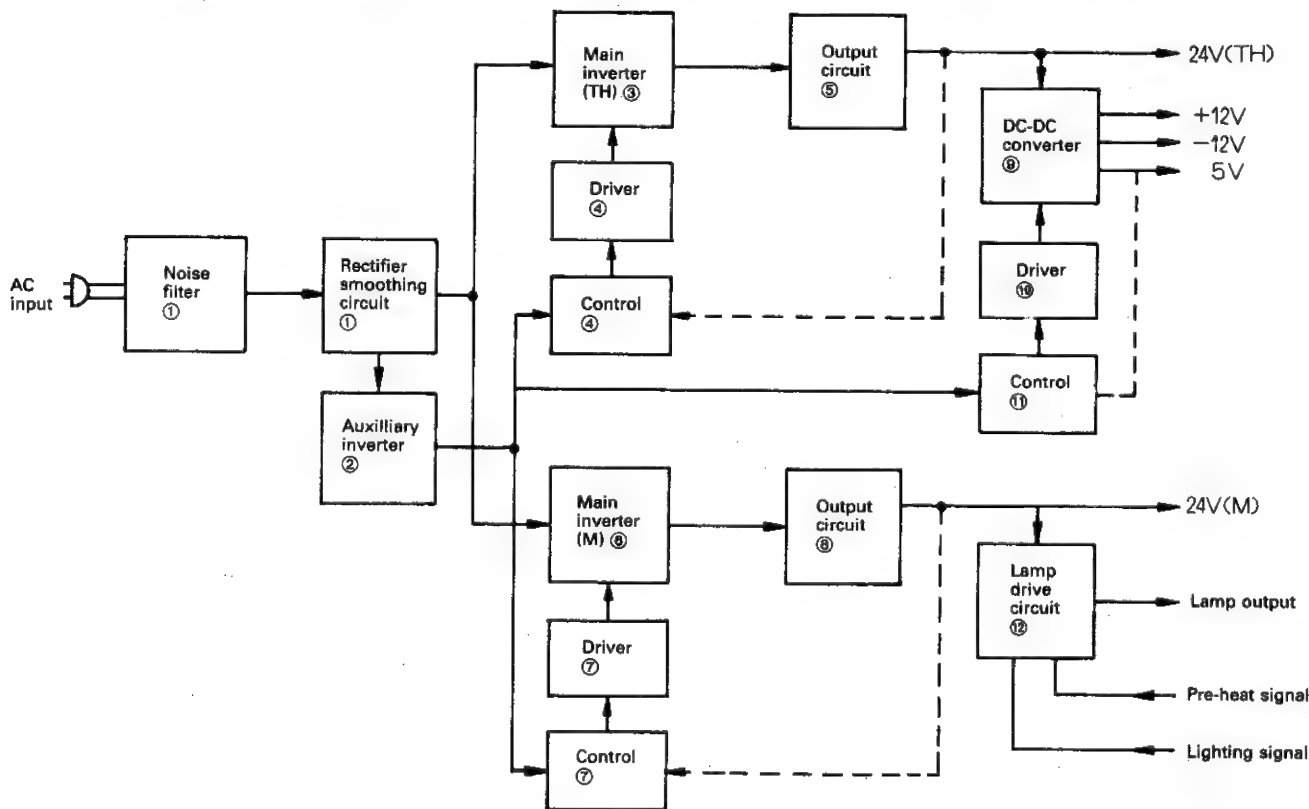 AC
input
Noise
filter ①
Rectifier
smoothing
circuit
①
Auxilliary
inverter
②
Main
inverter
(TH) ③
Driver
④
Control
④
Output
circuit
⑤
24V(TH)
DC-DC
converter
⑨
+12V
-12V
5V
Driver
⑩
Control
⑪
Main
inverter
(M) ⑥
Driver
⑦
Control
⑦
Output
circuit
⑧
24V(M)
Lamp
drive
circuit
⑫
Lamp output
Pre-heat signal
Lighting signal